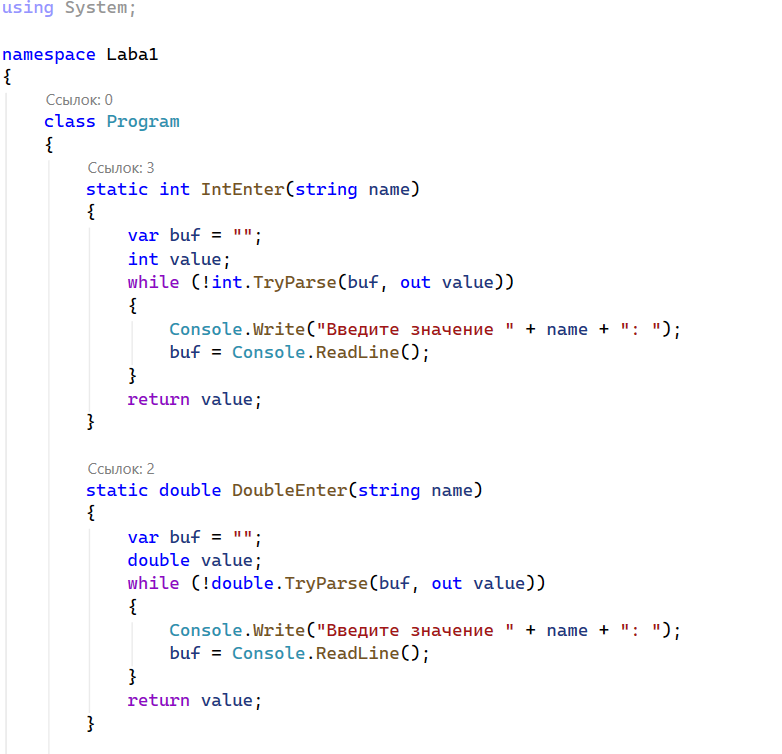 using System;
namespace Laba1
{
Ссылок: 0
class Program
{
Ссылок: 3
static int IntEnter(string name)
{
var buf = "";
int value;
while (!int.TryParse(buf, out value))
{
Console.Write("Введите значение " + name + ": ");
buf = Console.ReadLine();
}
return value;
}
Ссылок: 2
static double DoubleEnter(string name)
{
var buf = "";
double value;
while (!double.TryParse(buf, out value))
{
Console.Write("Введите значение " + name + ": ");
buf = Console.ReadLine();
}
return value;
}